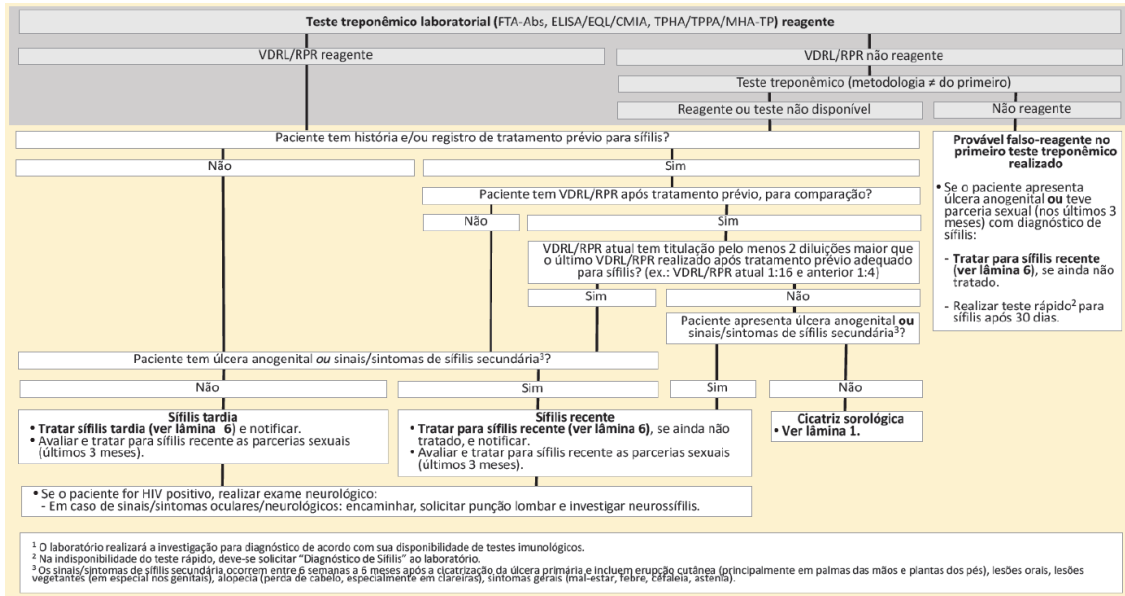 Teste treponêmico laboratorial (FTA-Abs, ELISA/EQL/CMIA, TPHA/TPPA/MHA-TP) reagente
VDRL/RPR reagente
VDRL/RPR não reagente
Teste treponêmico (metodologia ≠ do primeiro)
Reagente ou teste não disponível
Não reagente
Paciente tem história e/ou registro de tratamento prévio para sífilis?
Não
Sim
Paciente tem VDRL/RPR após tratamento prévio, para comparação?
Não
Sim
VDRL/RPR atual tem titulação pelo menos 2 diluições maior que
o último VDRL/RPR realizado após tratamento prévio adequado
para sífilis? (ex.: VDRL/RPR atual 1:16 e anterior 1:4)
Sim
Não
Paciente apresenta úlcera anogenital ou
sinais/sintomas de sífilis secundária³?
Provável falso-reagente no
primeiro teste treponêmico
realizado
• Se o paciente apresenta
úlcera anogenital ou teve
parceria sexual (nos últimos 3
meses) com diagnóstico de
sífilis:
- Tratar para sífilis recente
(ver lâmina 6), se ainda não
tratado.
- Realizar teste rápido² para
sífilis após 30 dias.
Paciente tem úlcera anogenital ou sinais/sintomas de sífilis secundária³?
Não
Sim
Sim
Não
Sífilis tardia
• Tratar sífilis tardia (ver lâmina 6) e notificar.
• Avaliar e tratar para sífilis recente as parcerias sexuais
(últimos 3 meses).
Sífilis recente
• Tratar para sífilis recente (ver lâmina 6), se ainda não
tratado, e notificar.
• Avaliar e tratar para sífilis recente as parcerias sexuais
(últimos 3 meses).
Cicatriz sorológica
• Ver lâmina 1.
• Se o paciente for HIV positivo, realizar exame neurológico:
- Em caso de sinais/sintomas oculares/neurológicos: encaminhar, solicitar punção lombar e investigar neurossífilis.
¹ O laboratório realizará a investigação para diagnóstico de acordo com sua disponibilidade de testes imunológicos.
² Na indisponibilidade do teste rápido, deve-se solicitar “Diagnóstico de Sífilis” ao laboratório.
³ Os sinais/sintomas de sífilis secundária ocorrem entre 6 semanas a 6 meses após a cicatrização da úlcera primária e incluem erupção cutânea (principalmente em palmas das mãos e plantas dos pés), lesões orais, lesões
vegetantes (em especial nos genitais), alopecia (perda de cabelo, especialmente em clareiras), sintomas gerais (mal-estar, febre, cefaleia, astenia).